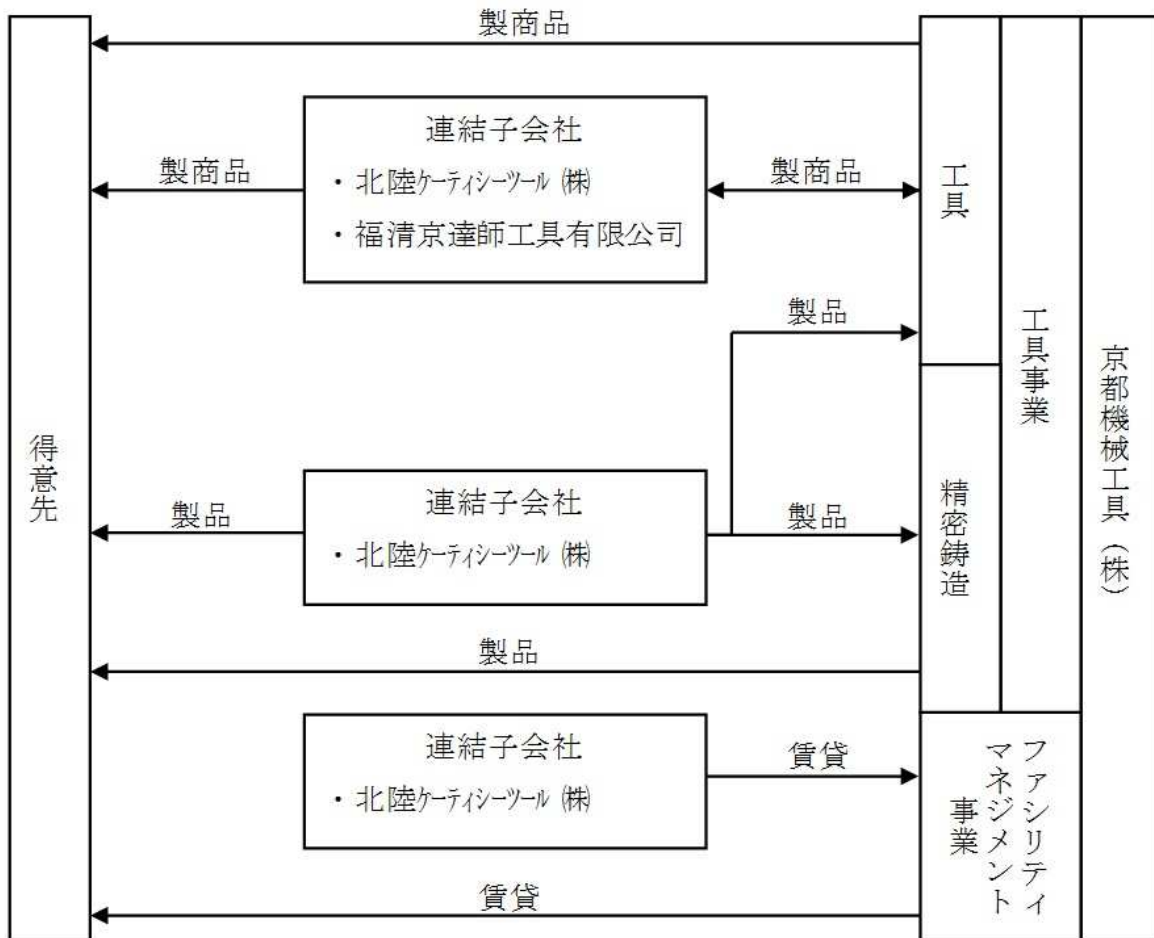 製商品
連結子会社
・北陸ｹｰﾃｨｼｰﾂｰﾙ ㈱
・福清京達師工具有限公司
製商品
製商品
工具
製品
工具事業
京都機械工具（株）
得意先
連結子会社
・北陸ｹｰﾃｨｼｰﾂｰﾙ ㈱
製品
製品
精密鋳造
製品
連結子会社
・北陸ｹｰﾃｨｼｰﾂｰﾙ ㈱
賃貸
ファシリティ
マネジメント
事業
賃貸